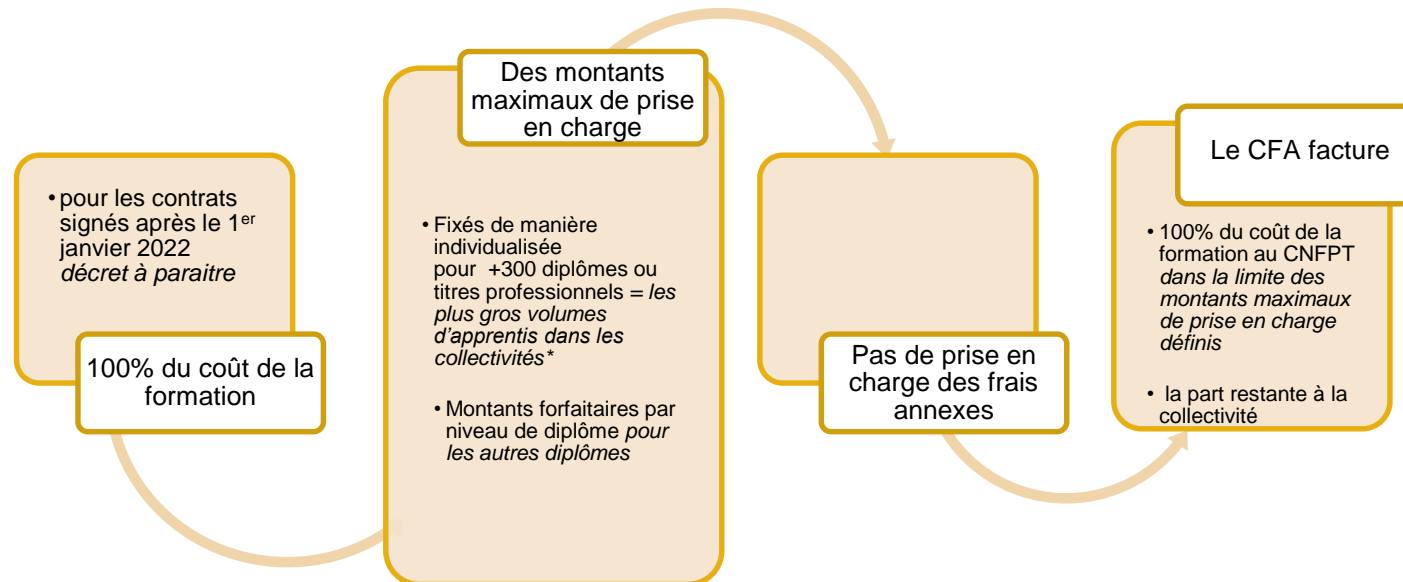 • pour les contrats
signés après le 1er
janvier 2022
décret à paraitre
100% du coût de la
formation
Des montants
maximaux de prise
en charge
• Fixés de manière
individualisée
pour +300 diplômes ou
titres professionnels = les
plus gros volumes
d'apprentis dans les
collectivités*
• Montants forfaitaires par
niveau de diplôme pour
les autres diplômes
Pas de prise en
charge des frais
annexes
Le CFA facture
• 100% du coût de la
formation au CNFPT
dans la limite des
montants maximaux
de prise en charge
définis
• la part restante à la
collectivité